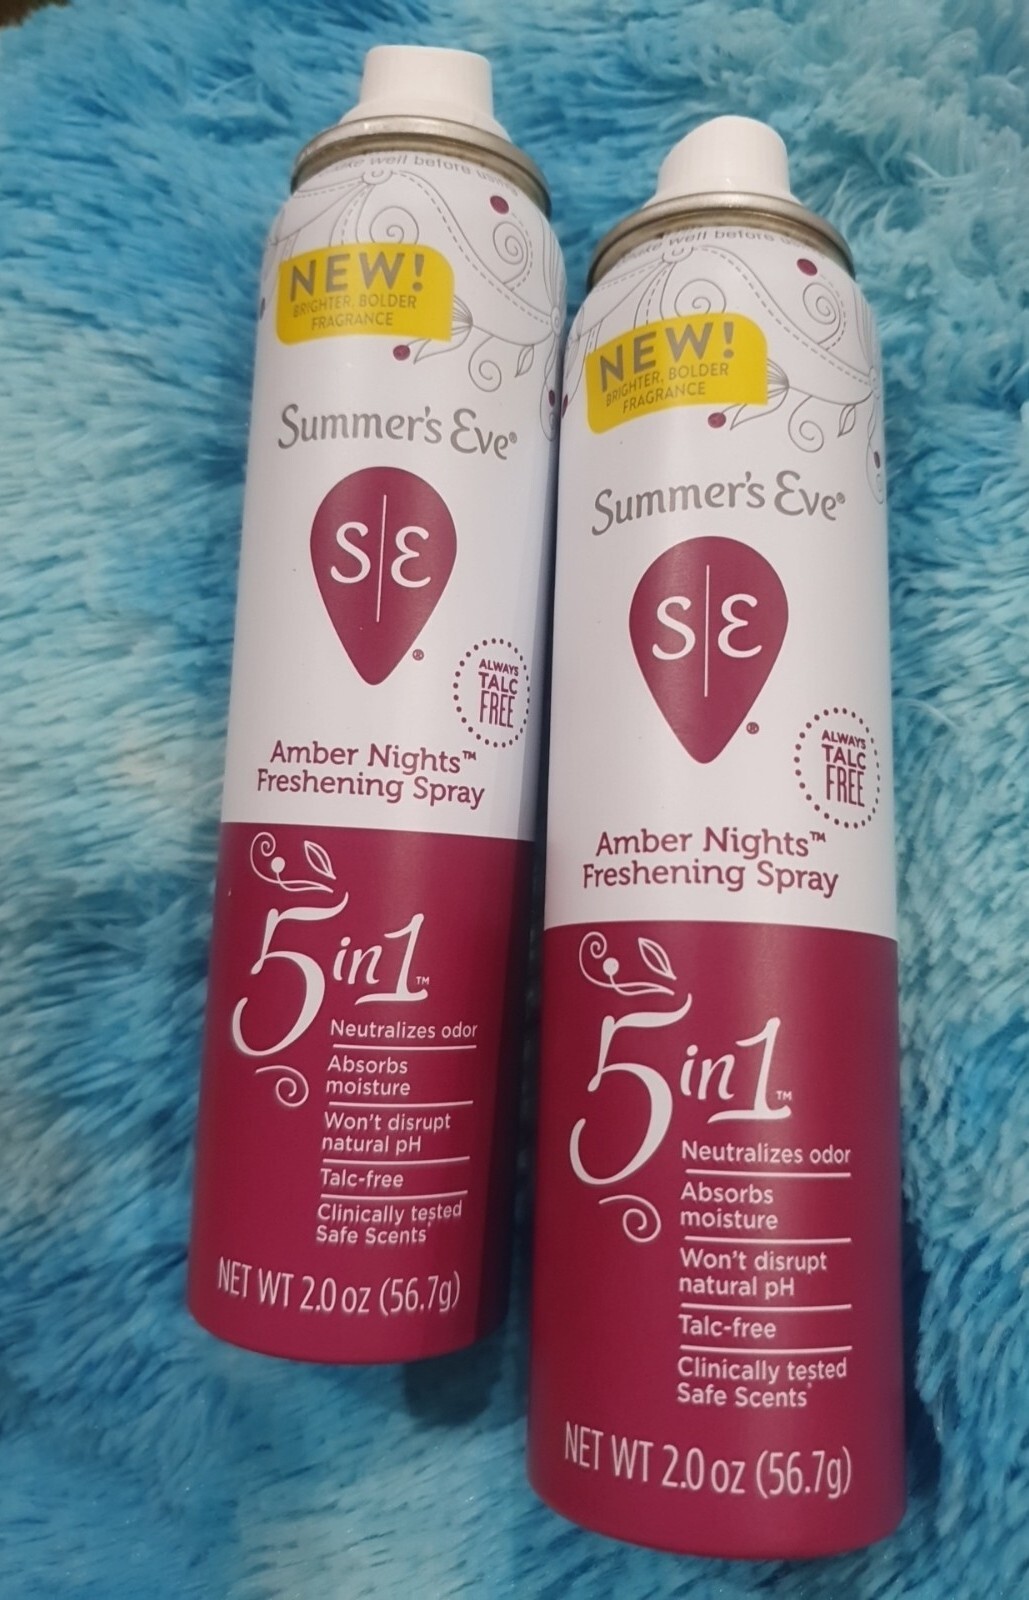 well before using
NEW!
BRIGHTER, BOLDER
FRAGRANCE
Summer's Eve®
S|E®
ALWAYS
TALC
FREE
Amber Nights™
Freshening Spray
5in1™
Neutralizes odor
Absorbs
moisture
Won't disrupt
natural pH
Talc-free
Clinically tested
Safe Scents*
NET WT 2.0 oz (56.7g)
well before
NEW!
BRIGHTER, BOLDER
FRAGRANCE
Summer's Eve®
S|E®
ALWAYS
TALC
FREE
Amber Nights™
Freshening Spray
5in1™
Neutralizes odor
Absorbs
moisture
Won't disrupt
natural pH
Talc-free
Clinically tested
Safe Scents*
NET WT 2.0 oz (56.7g)